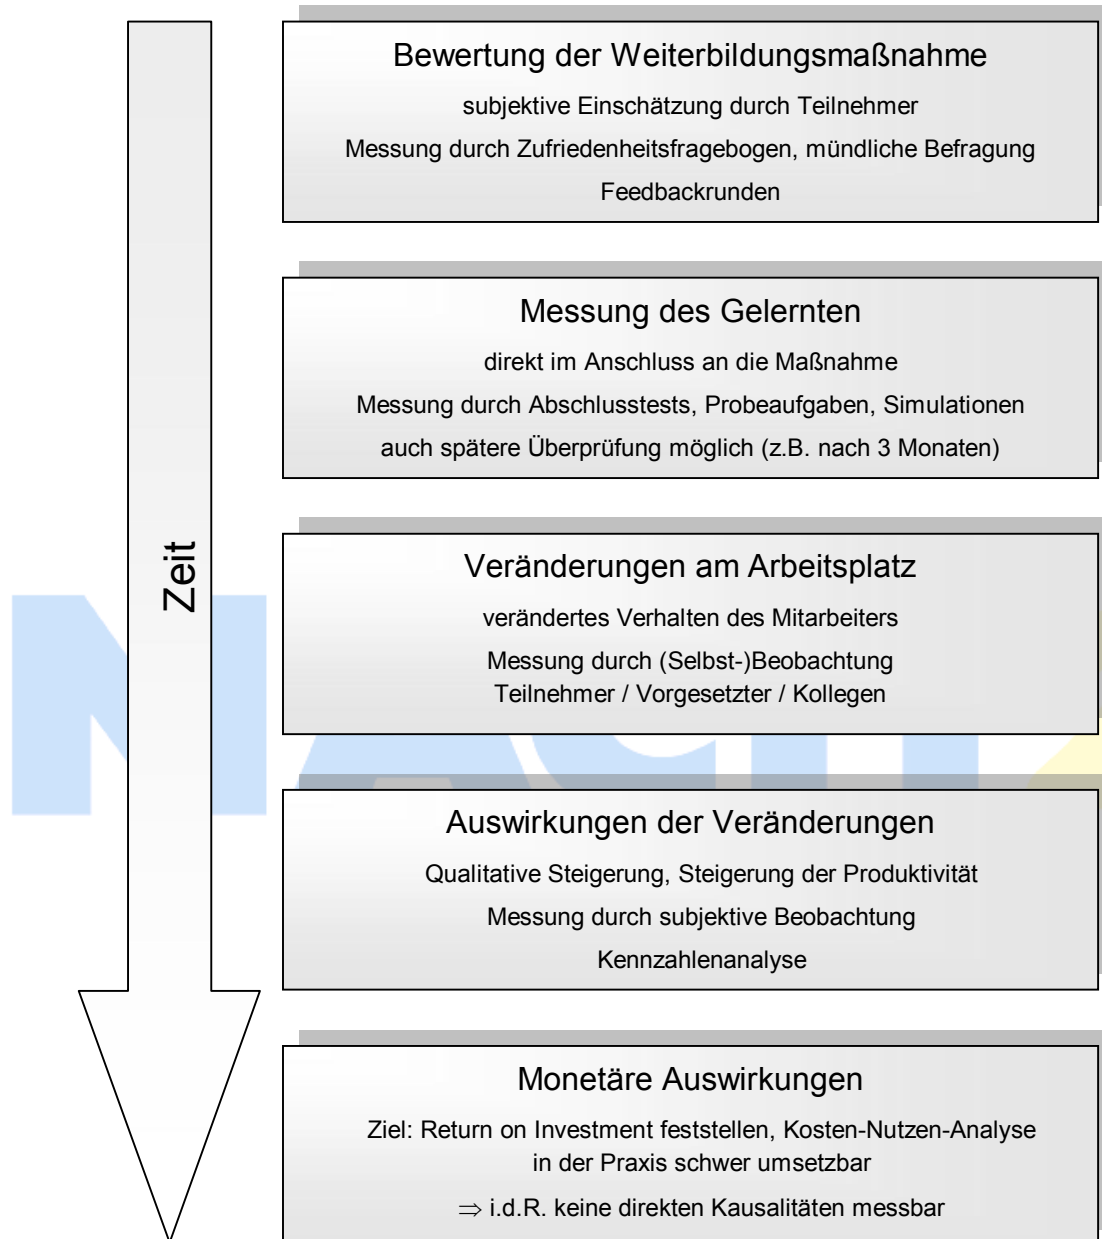 Bewertung der Weiterbildungsmaßnahme
subjektive Einschätzung durch Teilnehmer
Messung durch Zufriedenheitsfragebogen, mündliche Befragung
Feedbackrunden
Messung des Gelernten
direkt im Anschluss an die Maßnahme
Messung durch Abschlusstests, Probeaufgaben, Simulationen
auch spätere Überprüfung möglich (z.B. nach 3 Monaten)
Zeit
Veränderungen am Arbeitsplatz
verändertes Verhalten des Mitarbeiters
Messung durch (Selbst-)Beobachtung
Teilnehmer / Vorgesetzter / Kollegen
Auswirkungen der Veränderungen
Qualitative Steigerung, Steigerung der Produktivität
Messung durch subjektive Beobachtung
Kennzahlenanalyse
Monetäre Auswirkungen
Ziel: Return on Investment feststellen, Kosten-Nutzen-Analyse
in der Praxis schwer umsetzbar
⇒ i.d.R. keine direkten Kausalitäten messbar